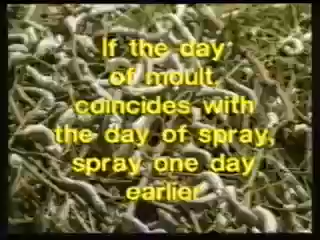 If the day
of moult
coincides with
the day of spray,
spray one day
earlier